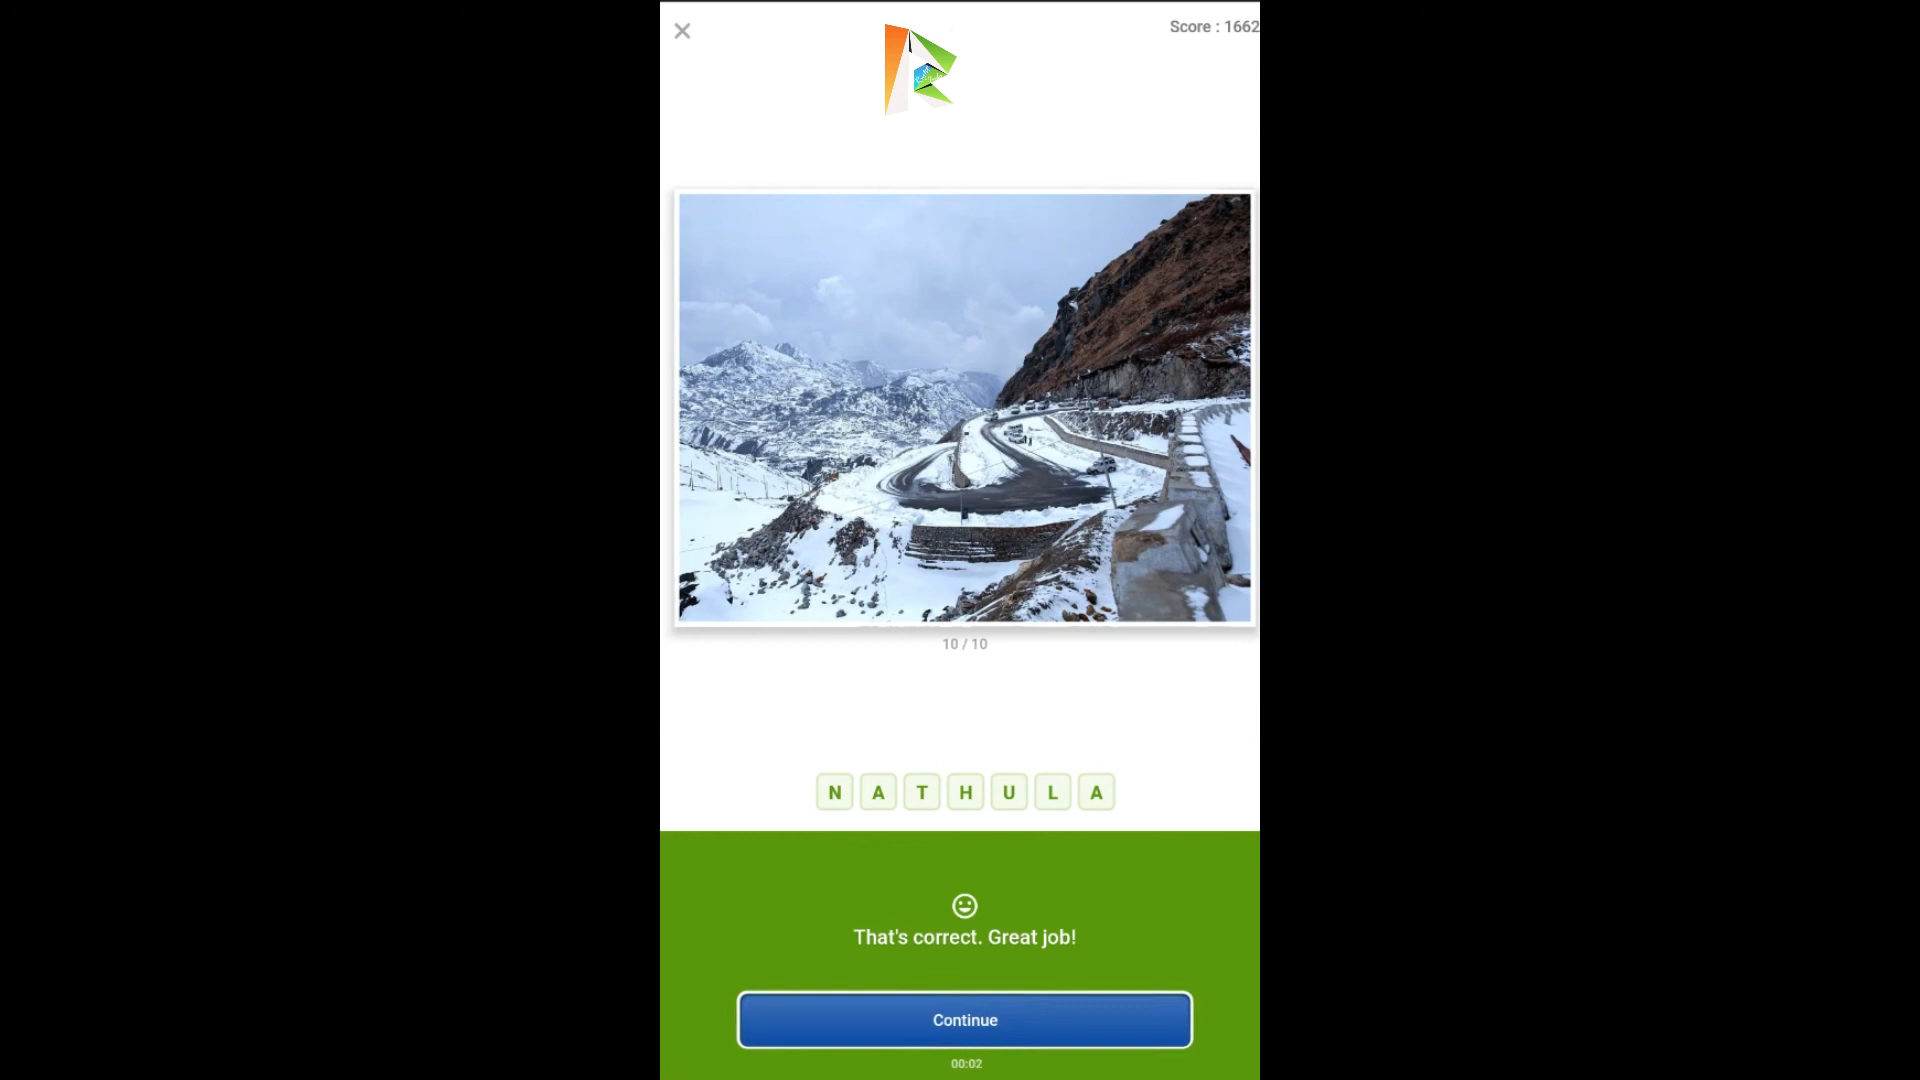 Score : 1662
10 / 10
N A T H U L A
That's correct. Great job!
Continue
00:02